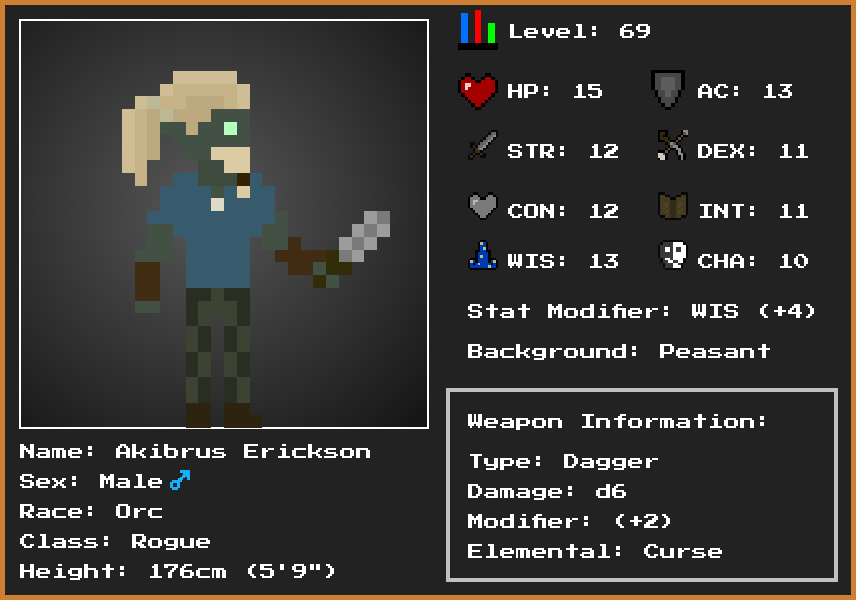 Level: 69
HP: 15
AC: 13
STR: 12
DEX: 11
CON: 12
INT: 11
WIS: 13
CHA: 10
Stat Modifier: WIS (+4)
Background: Peasant
Weapon Information:
Type: Dagger
Damage: d6
Modifier: (+2)
Elemental: Curse
Name: Akibrus Erickson
Sex: Male♂
Race: Orc
Class: Rogue
Height: 176cm (5'9")